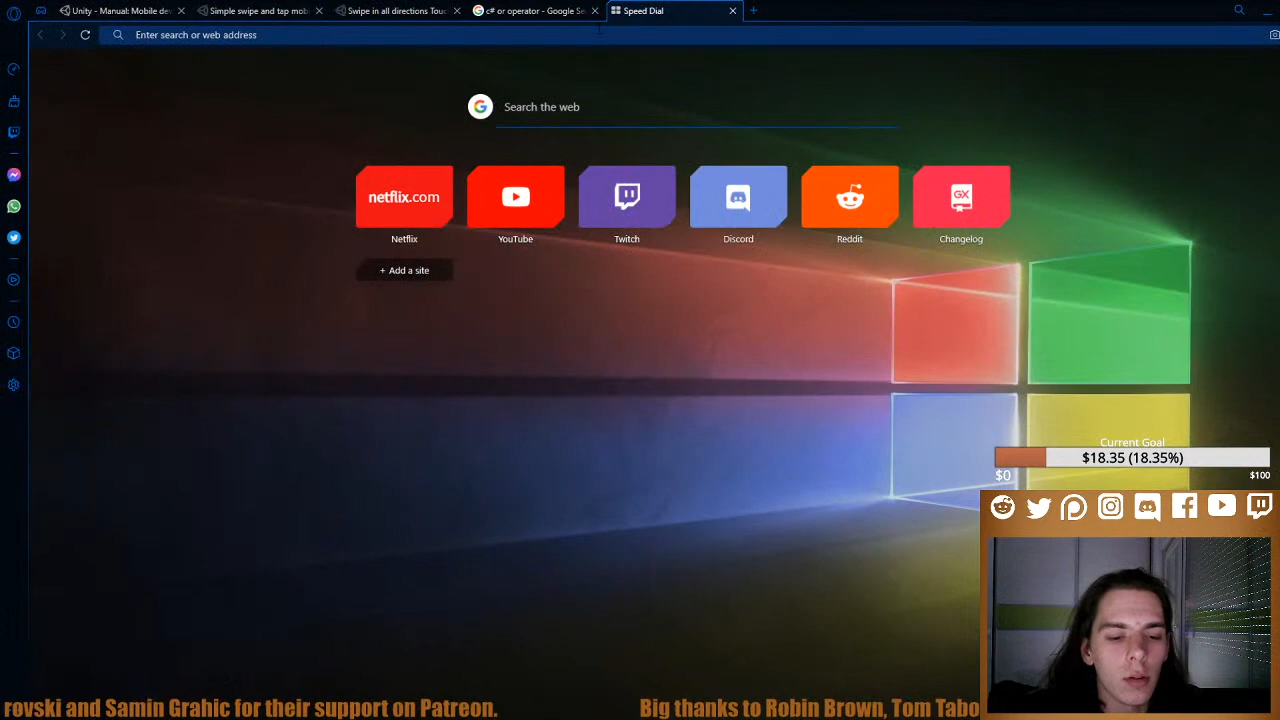 Unity - Manual: Mobile dev
Simple swipe and tap mobi
Swipe in all directions Touc
c# or operator - Google Se
Speed Dial
Enter search or web address
Search the web
netflix.com
GX
Netflix
YouTube
Twitch
Discord
Reddit
Changelog
+ Add a site
Current Goal
$18.35 (18.35%)
$0
$100
røvski and Samin Grahic for their support on Patreon.
Big thanks to Robin Brown, Tom Tabo